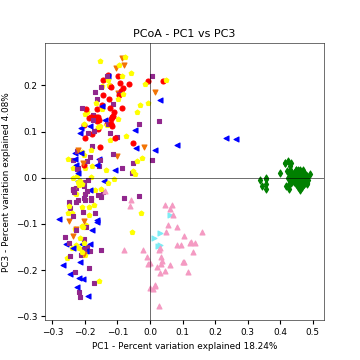 PCoA - PC1 vs PC3
PC3 - Percent variation explained 4.08%
0.2
0.1
0.0
−0.1
−0.2
−0.3
−0.3 −0.2 −0.1 0.0 0.1 0.2 0.3 0.4 0.5
PC1 - Percent variation explained 18.24%